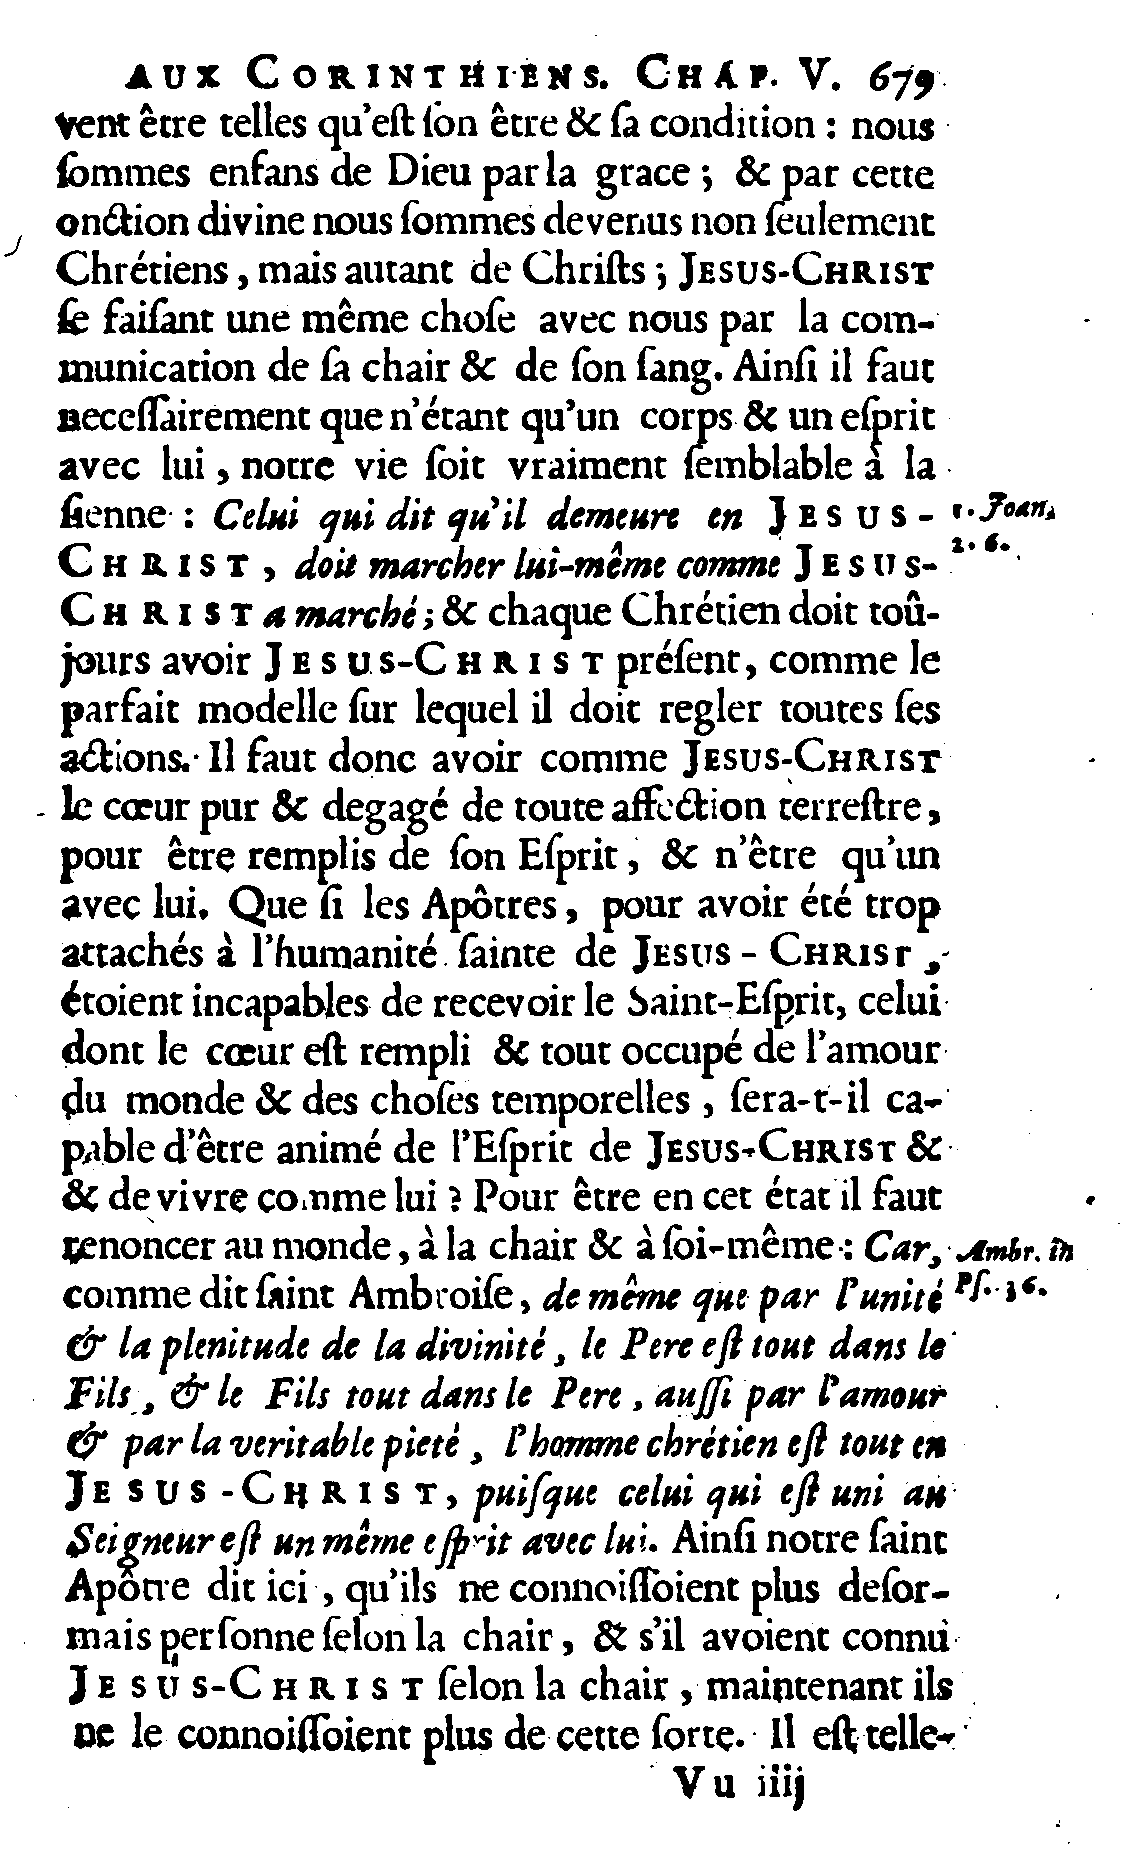 AUX CORINTHIENS. CHAP. V. 679
vent être telles qu'eſt ſon être & ſa condition : nous
ſommes enfans de Dieu par la grace ; & par cette
onction divine nous ſommes devenus non ſeulement
Chrétiens , mais autant de Chriſts ; JESUS-CHRIST
ſe faiſant une même choſe avec nous par la com-
munication de ſa chair & de ſon ſang. Ainſi il faut
neceſſairement que n'étant qu'un corps & un eſprit
avec lui , notre vie ſoit vraiment ſemblable à la
ſienne : Celui qui dit qu'il demeure en JESUS- 1. Joan.
CHRIST, doit marcher lui-même comme JESUS- 2. 6.
CHRIST a marché ; & chaque Chrétien doit toû-
jours avoir JESUS-CHRIST préſent, comme le
parfait modelle ſur lequel il doit regler toutes ſes
actions. Il faut donc avoir comme JESUS-CHRIST
le cœur pur & degagé de toute affection terreſtre,
pour être remplis de ſon Eſprit, & n'être qu'un
avec lui. Que ſi les Apôtres, pour avoir été trop
attachés à l'humanité ſainte de JESUS-CHRIST,
étoient incapables de recevoir le Saint-Eſprit, celui
dont le cœur eſt rempli & tout occupé de l'amour
du monde & des choſes temporelles , ſera-t-il ca-
pable d'être animé de l'Eſprit de JESUS-CHRIST &
& de vivre comme lui ? Pour être en cet état il faut
renoncer au monde, à la chair & à ſoi-même : Car, Ambr. in
comme dit ſaint Ambroiſe, de même que par l'unité Pſ. 36.
& la plenitude de la divinité, le Pere eſt tout dans le
Fils, & le Fils tout dans le Pere, auſſi par l'amour
& par la veritable pieté, l'homme chrétien eſt tout en
JESUS-CHRIST, puiſque celui qui eſt uni au
Seigneur eſt un même eſprit avec lui. Ainſi notre ſaint
Apôtre dit ici, qu'ils ne connoiſſoient plus deſor-
mais perſonne ſelon la chair, & s'il avoient connu
JESUS-CHRIST ſelon la chair, maintenant ils
ne le connoiſſoient plus de cette ſorte. Il eſt telle-
Vu iiij